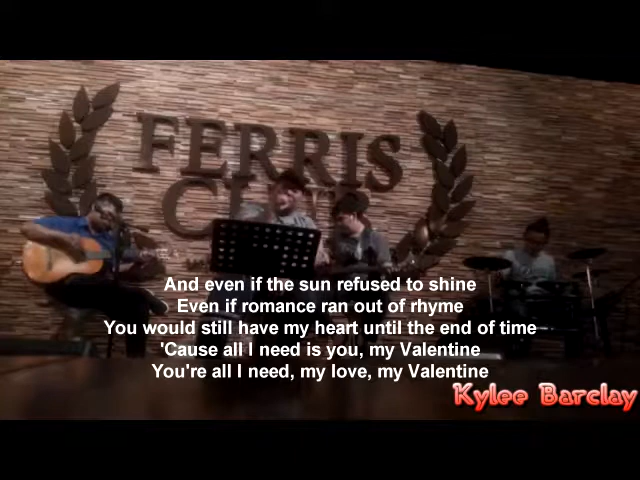 FERRIS
And even if the sun refused to shine
Even if romance ran out of rhyme
You would still have my heart until the end of time
'Cause all I need is you, my Valentine
You're all I need, my love, my Valentine
Kylee Barclay